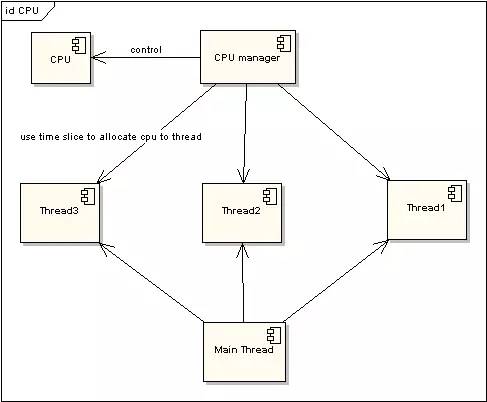 id CPU
CPU
control
CPU manager
use time slice to allocate cpu to thread
Thread3
Thread2
Thread1
Main Thread